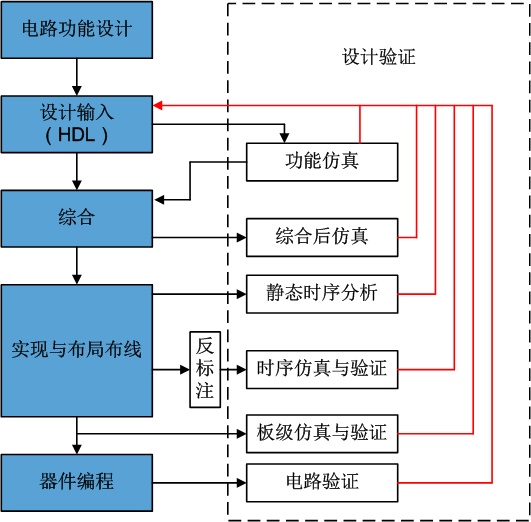 电路功能设计
设计验证
设计输入
（HDL）
功能仿真
综合
综合后仿真
静态时序分析
实现与布局布线
反
标
注
时序仿真与验证
板级仿真与验证
器件编程
电路验证